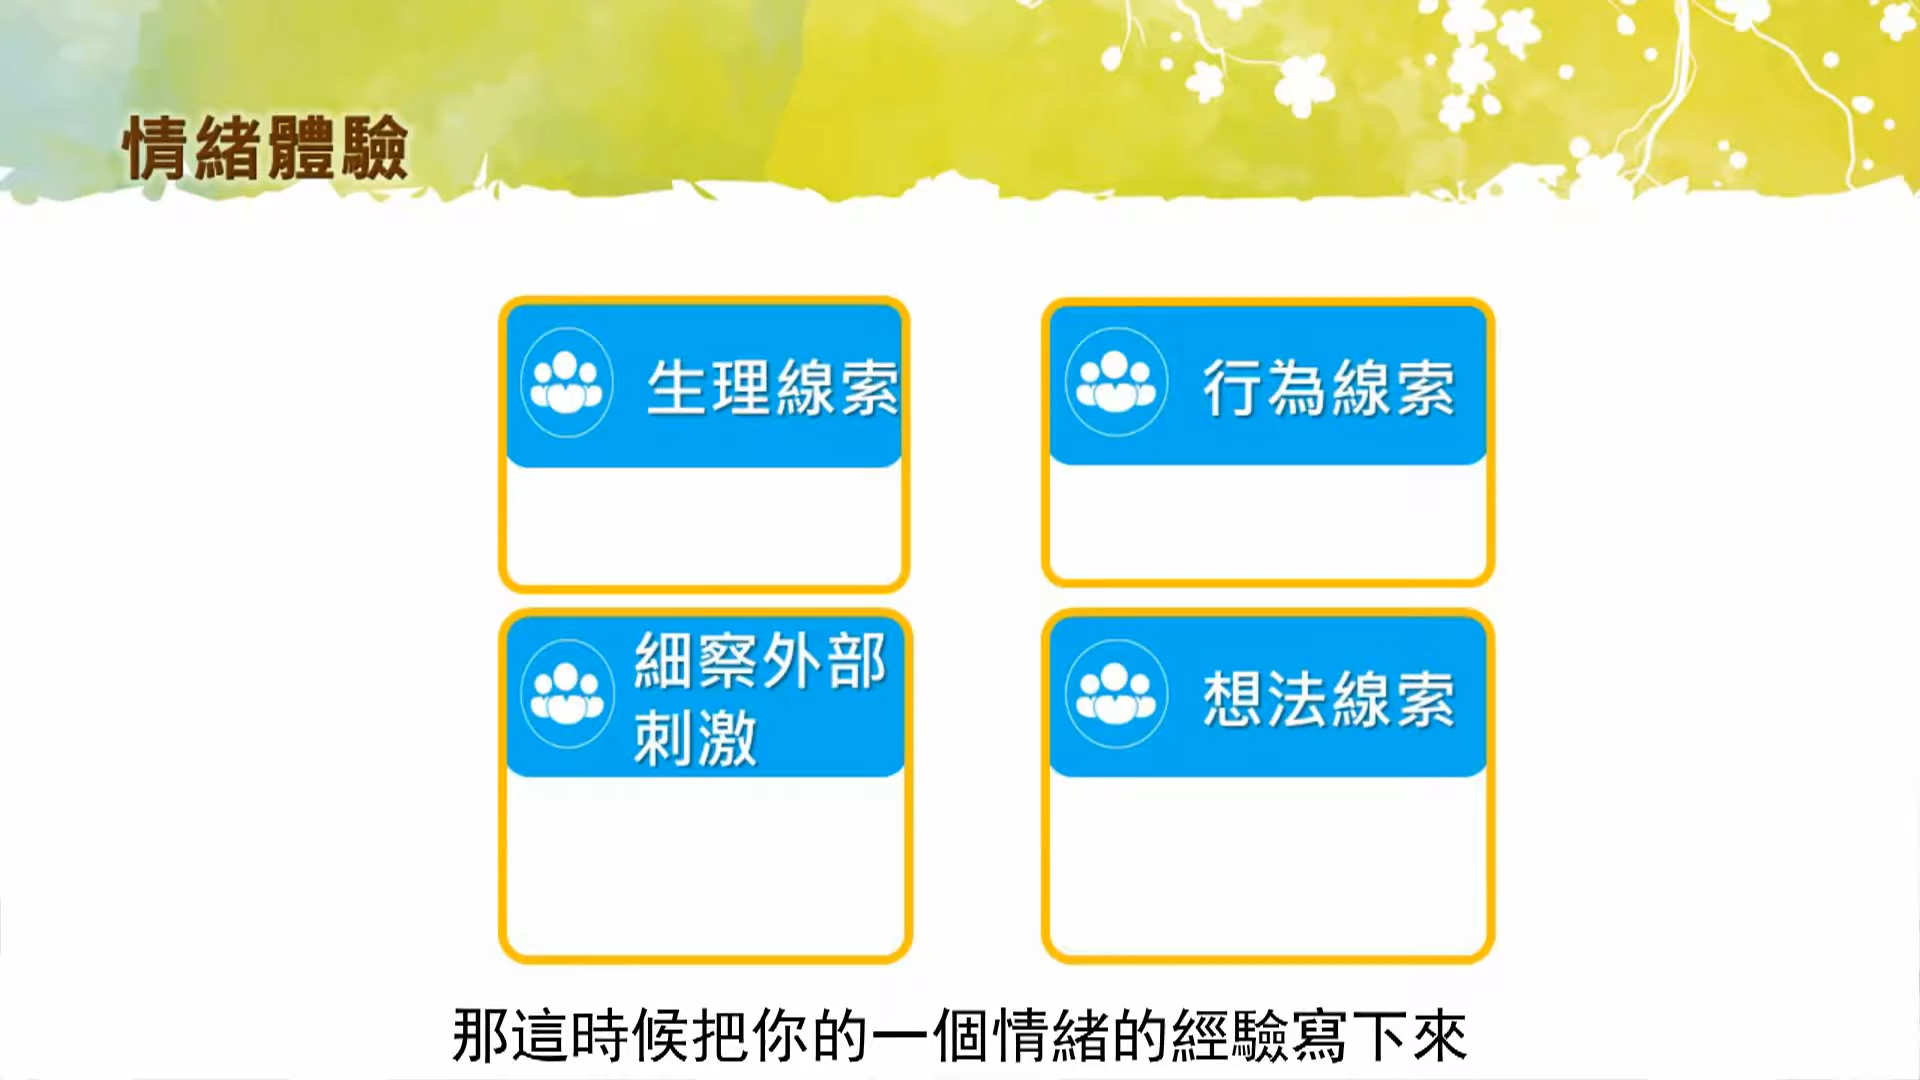 情緒體驗
生理線索
行為線索
細察外部
刺激
想法線索
那這時候把你的一個情緒的經驗寫下來